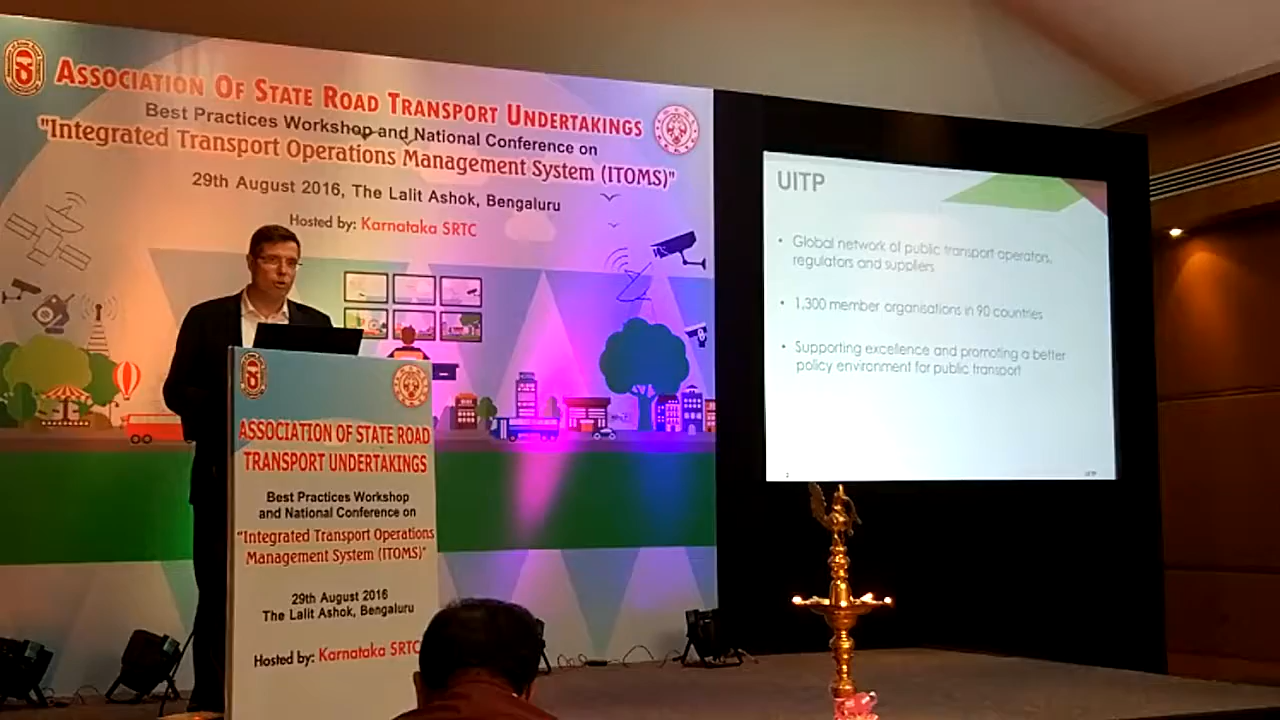 ASSOCIATION OF STATE ROAD TRANSPORT UNDERTAKINGS
Best Practices Workshop and National Conference on
"Integrated Transport Operations Management System (ITOMS)"
29th August 2016, The Lalit Ashok, Bengaluru
Hosted by: Karnataka SRTC
UITP
• Global network of public transport operators,
regulators and suppliers
• 1,300 member organisations in 90 countries
• Supporting excellence and promoting a better
policy environment for public transport
2
UITP
ASSOCIATION OF STATE ROAD
TRANSPORT UNDERTAKINGS
Best Practices Workshop
and National Conference on
"Integrated Transport Operations
Management System (ITOMS)"
29th August 2016
The Lalit Ashok, Bengaluru
Hosted by: Karnataka SRTC